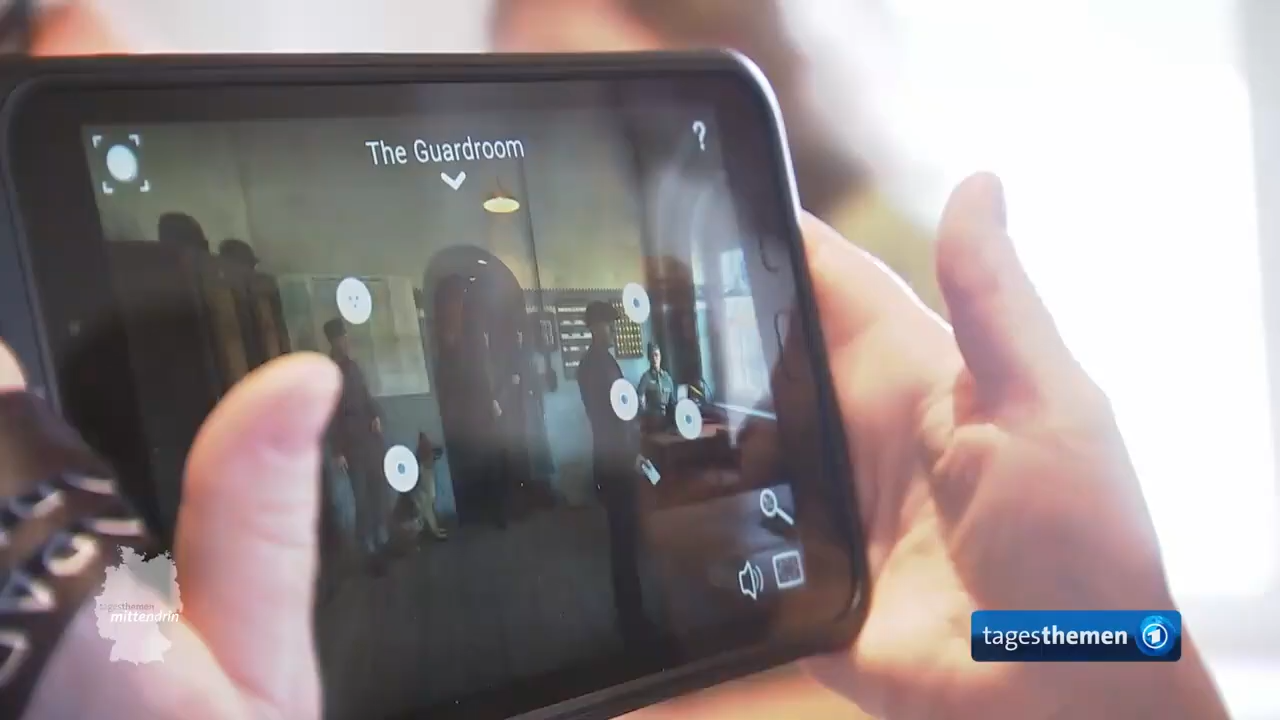 The Guardroom
?
tagesthemen
mittendrin
tagesthemen